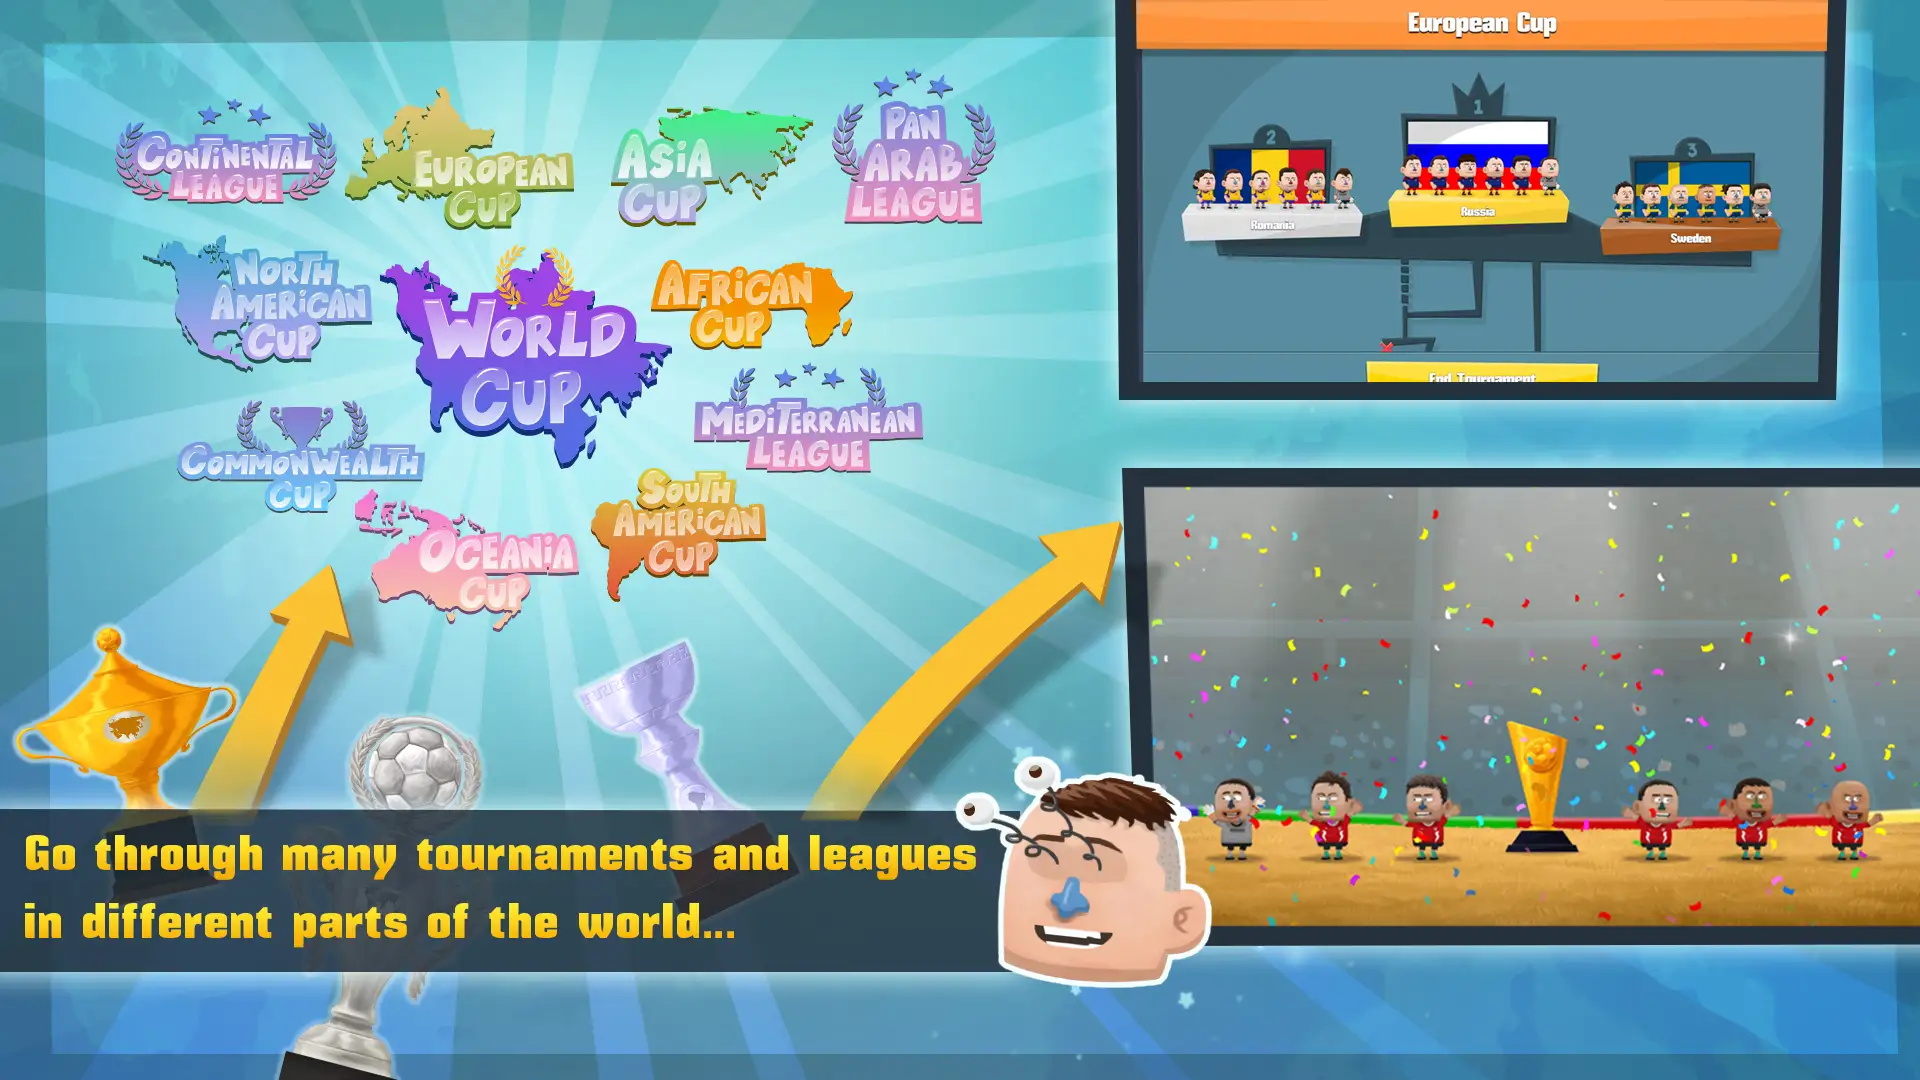 CONTINENTAL
LEAGUE
EUROPEAN
CUP
ASIA
CUP
PAN
ARAB
LEAGUE
NORTH
AMERICAN
CUP
WORLD
CUP
AFRICAN
CUP
MEDITERRANEAN
LEAGUE
COMMONWEALTH
CUP
OCEANIA
CUP
SOUTH
AMERICAN
CUP
European Cup
1
2
3
Romania
Russia
Sweden
End Tournament
Go through many tournaments and leagues
in different parts of the world...